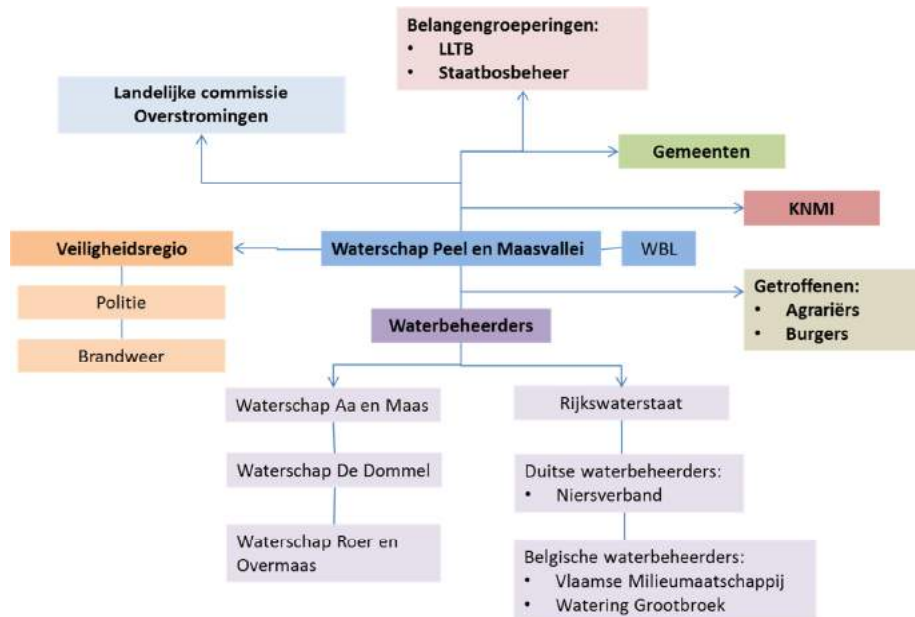 Belangengroeperingen:
• LLTB
• Staatbosbeheer
Landelijke commissie
Overstromingen
Gemeenten
KNMI
Veiligheidsregio
Waterschap Peel en Maasvallei
WBL
Politie
Brandweer
Getroffenen:
• Agrariërs
• Burgers
Waterbeheerders
Waterschap Aa en Maas
Rijkswaterstaat
Waterschap De Dommel
Duitse waterbeheerders:
• Niersverband
Waterschap Roer en
Overmaas
Belgische waterbeheerders:
• Vlaamse Milieumaatschappij
• Watering Grootbroek